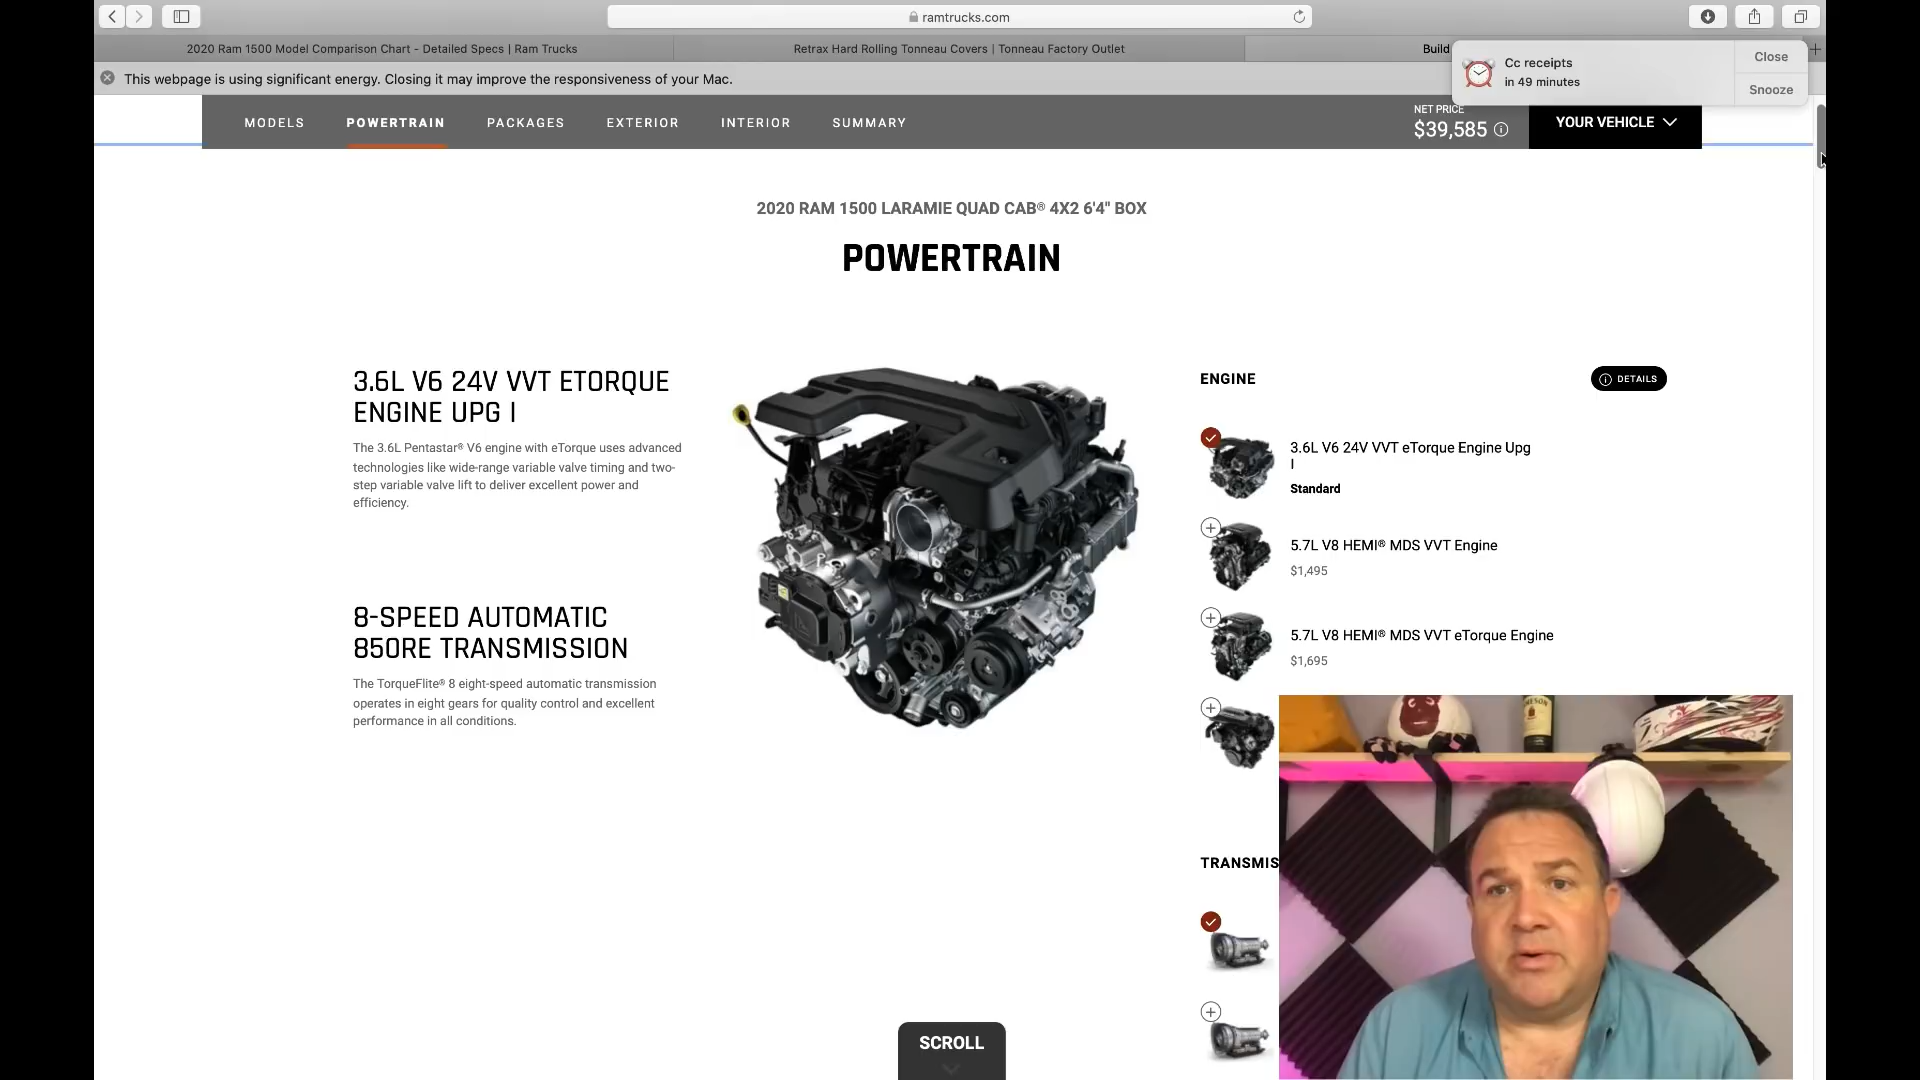 ramtrucks.com
2020 Ram 1500 Model Comparison Chart - Detailed Specs | Ram Trucks
Retrax Hard Rolling Tonneau Covers | Tonneau Factory Outlet
Build
Cc receipts
in 49 minutes
Close
Snooze
This webpage is using significant energy. Closing it may improve the responsiveness of your Mac.
MODELS
POWERTRAIN
PACKAGES
EXTERIOR
INTERIOR
SUMMARY
NET PRICE
$39,585
YOUR VEHICLE
2020 RAM 1500 LARAMIE QUAD CAB® 4X2 6'4" BOX
POWERTRAIN
3.6L V6 24V VVT ETORQUE
ENGINE UPG I
The 3.6L Pentastar® V6 engine with eTorque uses advanced
technologies like wide-range variable valve timing and two-
step variable valve lift to deliver excellent power and
efficiency.
8-SPEED AUTOMATIC
850RE TRANSMISSION
The TorqueFlite® 8 eight-speed automatic transmission
operates in eight gears for quality control and excellent
performance in all conditions.
ENGINE
DETAILS
3.6L V6 24V VVT eTorque Engine Upg
I
Standard
5.7L V8 HEMI® MDS VVT Engine
$1,495
5.7L V8 HEMI® MDS VVT eTorque Engine
$1,695
TRANSMIS
SCROLL
JAMESON